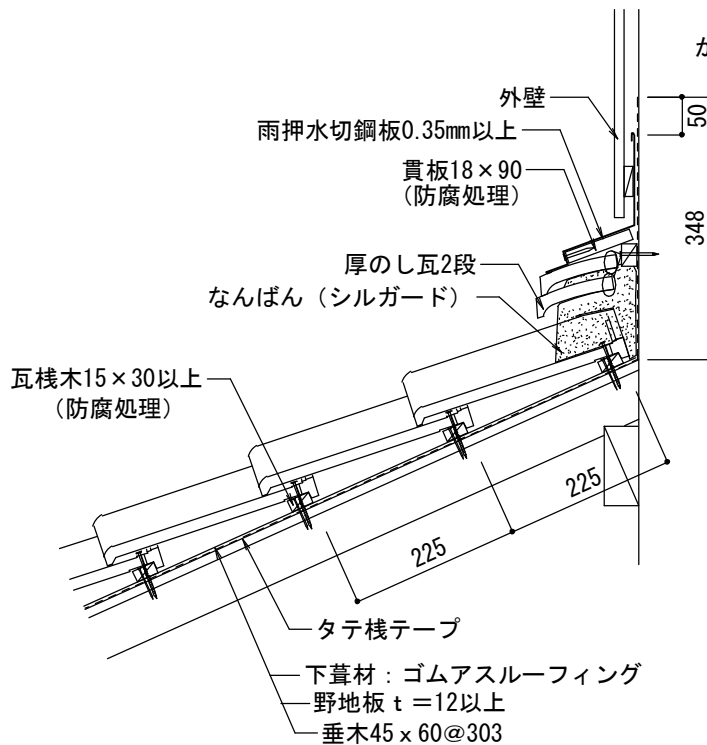 外壁
50
雨押水切鋼板0.35mm以上
貫板18×90
(防腐処理)
348
厚のし瓦2段
なんばん（シルガード）
瓦桟木15×30以上
(防腐処理)
225
225
タテ桟テープ
下葺材：ゴムアスルーフィング
野地板ｔ＝12以上
垂木45ｘ60@303